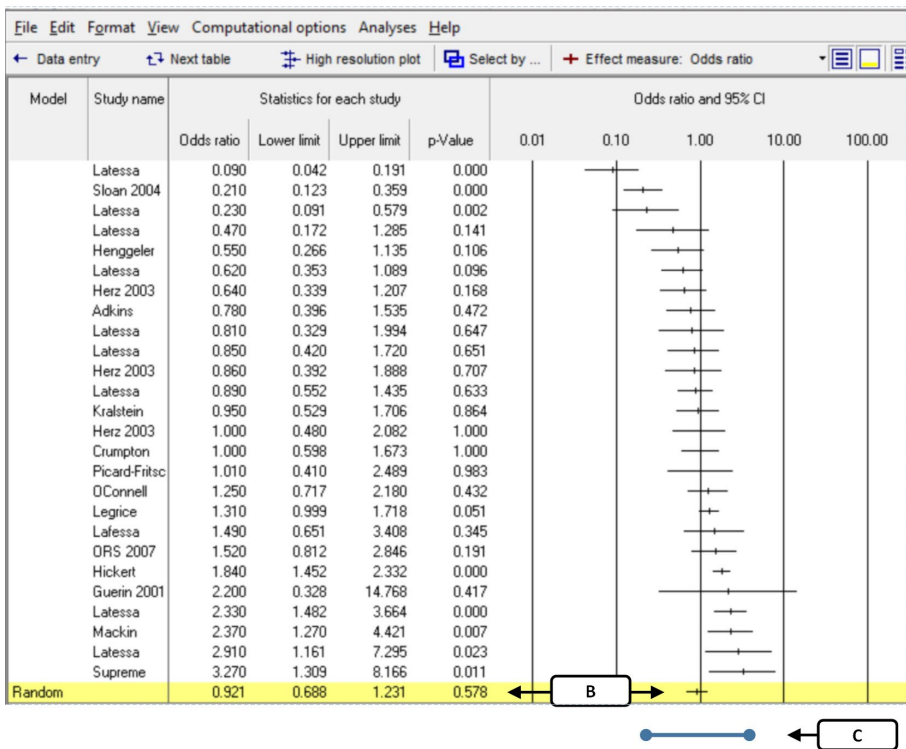 File Edit Format View Computational options Analyses Help
← Data entry Next table High resolution plot Select by ... + Effect measure: Odds ratio
Model Study name Statistics for each study Odds ratio and 95% CI
Odds ratio Lower limit Upper limit p-Value 0.01 0.10 1.00 10.00 100.00
Latessa 0.090 0.042 0.191 0.000
Sloan 2004 0.210 0.123 0.359 0.000
Latessa 0.230 0.091 0.579 0.002
Latessa 0.470 0.172 1.285 0.141
Henggeler 0.550 0.266 1.135 0.106
Latessa 0.620 0.353 1.089 0.096
Herz 2003 0.640 0.339 1.207 0.168
Adkins 0.780 0.396 1.535 0.472
Latessa 0.810 0.329 1.994 0.647
Latessa 0.850 0.420 1.720 0.651
Herz 2003 0.860 0.392 1.888 0.707
Latessa 0.890 0.552 1.435 0.633
Kralstein 0.950 0.529 1.706 0.864
Herz 2003 1.000 0.480 2.082 1.000
Crumpton 1.000 0.598 1.673 1.000
Picard-Fritsc 1.010 0.410 2.489 0.983
OConnell 1.250 0.717 2.180 0.432
Legrice 1.310 0.999 1.718 0.051
Lafessa 1.490 0.651 3.408 0.345
ORS 2007 1.520 0.812 2.846 0.191
Hickert 1.840 1.452 2.332 0.000
Guerin 2001 2.200 0.328 14.768 0.417
Latessa 2.330 1.482 3.664 0.000
Mackin 2.370 1.270 4.421 0.007
Latessa 2.910 1.161 7.295 0.023
Supreme 3.270 1.309 8.166 0.011
Random 0.921 0.688 1.231 0.578 B
C